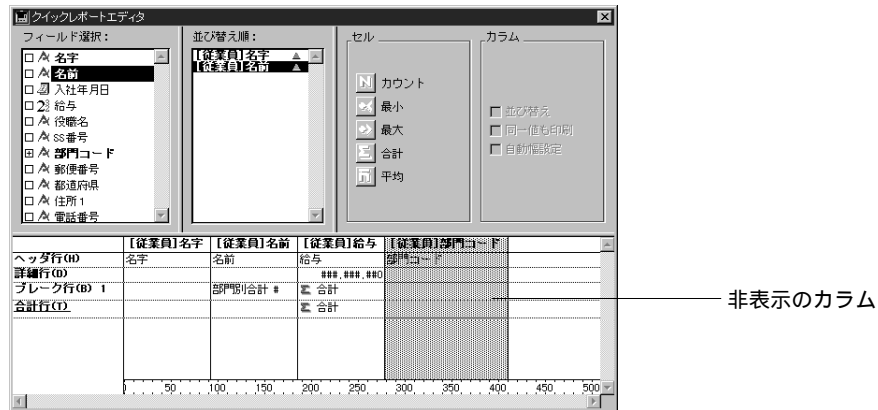 クイックレポートエディタ
フィールド選択：
名字
名前
入社年月日
給与
役職名
SS番号
部門コード
郵便番号
都道府県
住所1
電話番号
並び替え順：
[従業員]名字
[従業員]名前
セル
カウント
最小
最大
合計
平均
カラム
並び替え
同一値も印刷
自動幅設定
[従業員]名字 [従業員]名前 [従業員]給与 [従業員]部門コード
ヘッダ行(H) 名字 名前 給与 部門コード
詳細行(D) ###,###,##0
ブレーク行(B) 1 部門別合計 # Σ 合計
合計行(T) Σ 合計
0 50 100 150 200 250 300 350 400 450 500
非表示のカラム